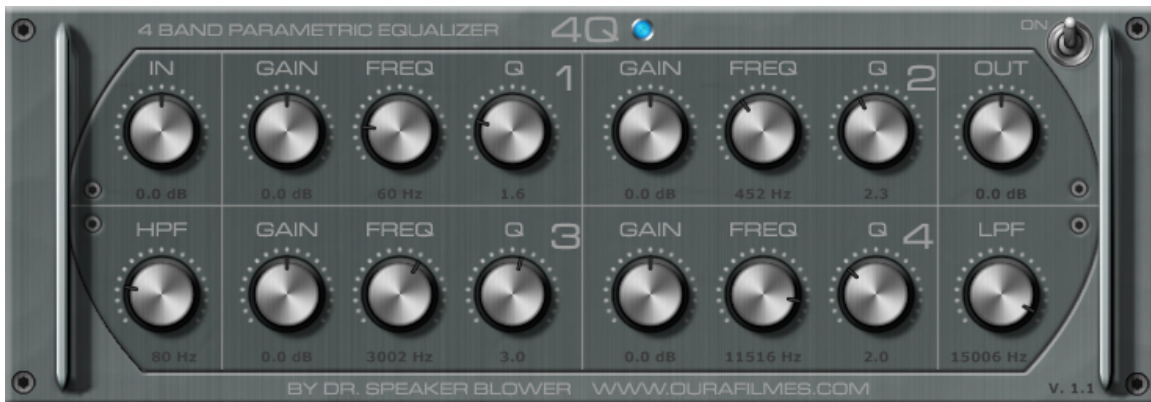 4 BAND PARAMETRIC EQUALIZER 4Q ON
IN GAIN FREQ Q 1 GAIN FREQ Q 2 OUT
0.0 dB 0.0 dB 60 Hz 1.6 0.0 dB 452 Hz 2.3 0.0 dB
HPF GAIN FREQ Q 3 GAIN FREQ Q 4 LPF
80 Hz 0.0 dB 3002 Hz 3.0 0.0 dB 11516 Hz 2.0 15006 Hz
BY DR. SPEAKER BLOWER WWW.OURAFILMES.COM V. 1.1